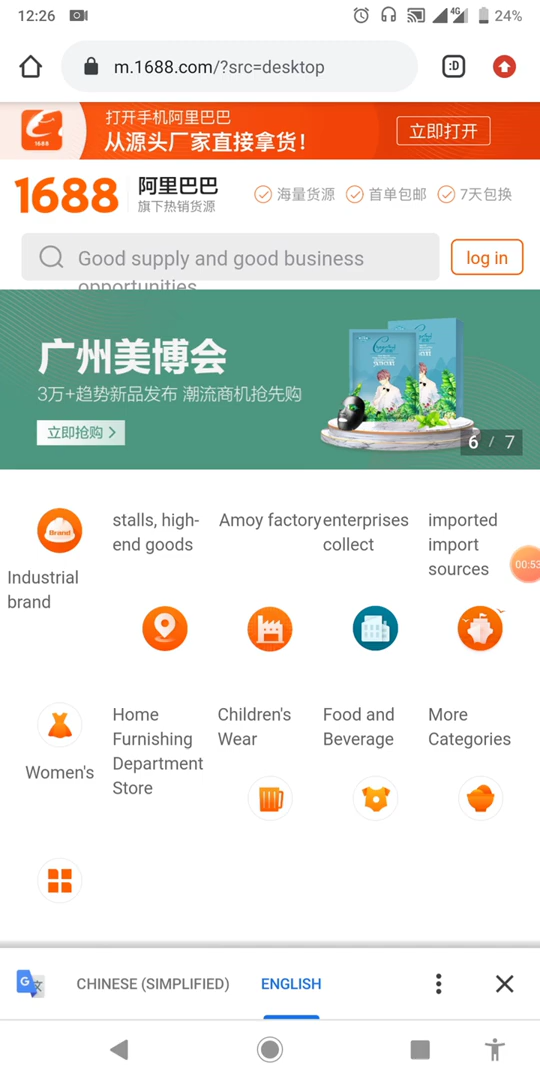 12:26
4G
24%
m.1688.com/?src=desktop
:D
打开手机阿里巴巴
从源头厂家直接拿货!
立即打开
1688
1688
阿里巴巴
旗下热销货源
海量货源
首单包邮
7天包换
Good supply and good business
opportunities
log in
广州美博会
3万+趋势新品发布 潮流商机抢先购
立即抢购
6 / 7
Brand
Industrial
brand
stalls, high-
end goods
Amoy factory
enterprises
collect
imported
import
sources
00:53
Women's
Home
Furnishing
Department
Store
Children's
Wear
Food and
Beverage
More
Categories
G
CHINESE (SIMPLIFIED)
ENGLISH